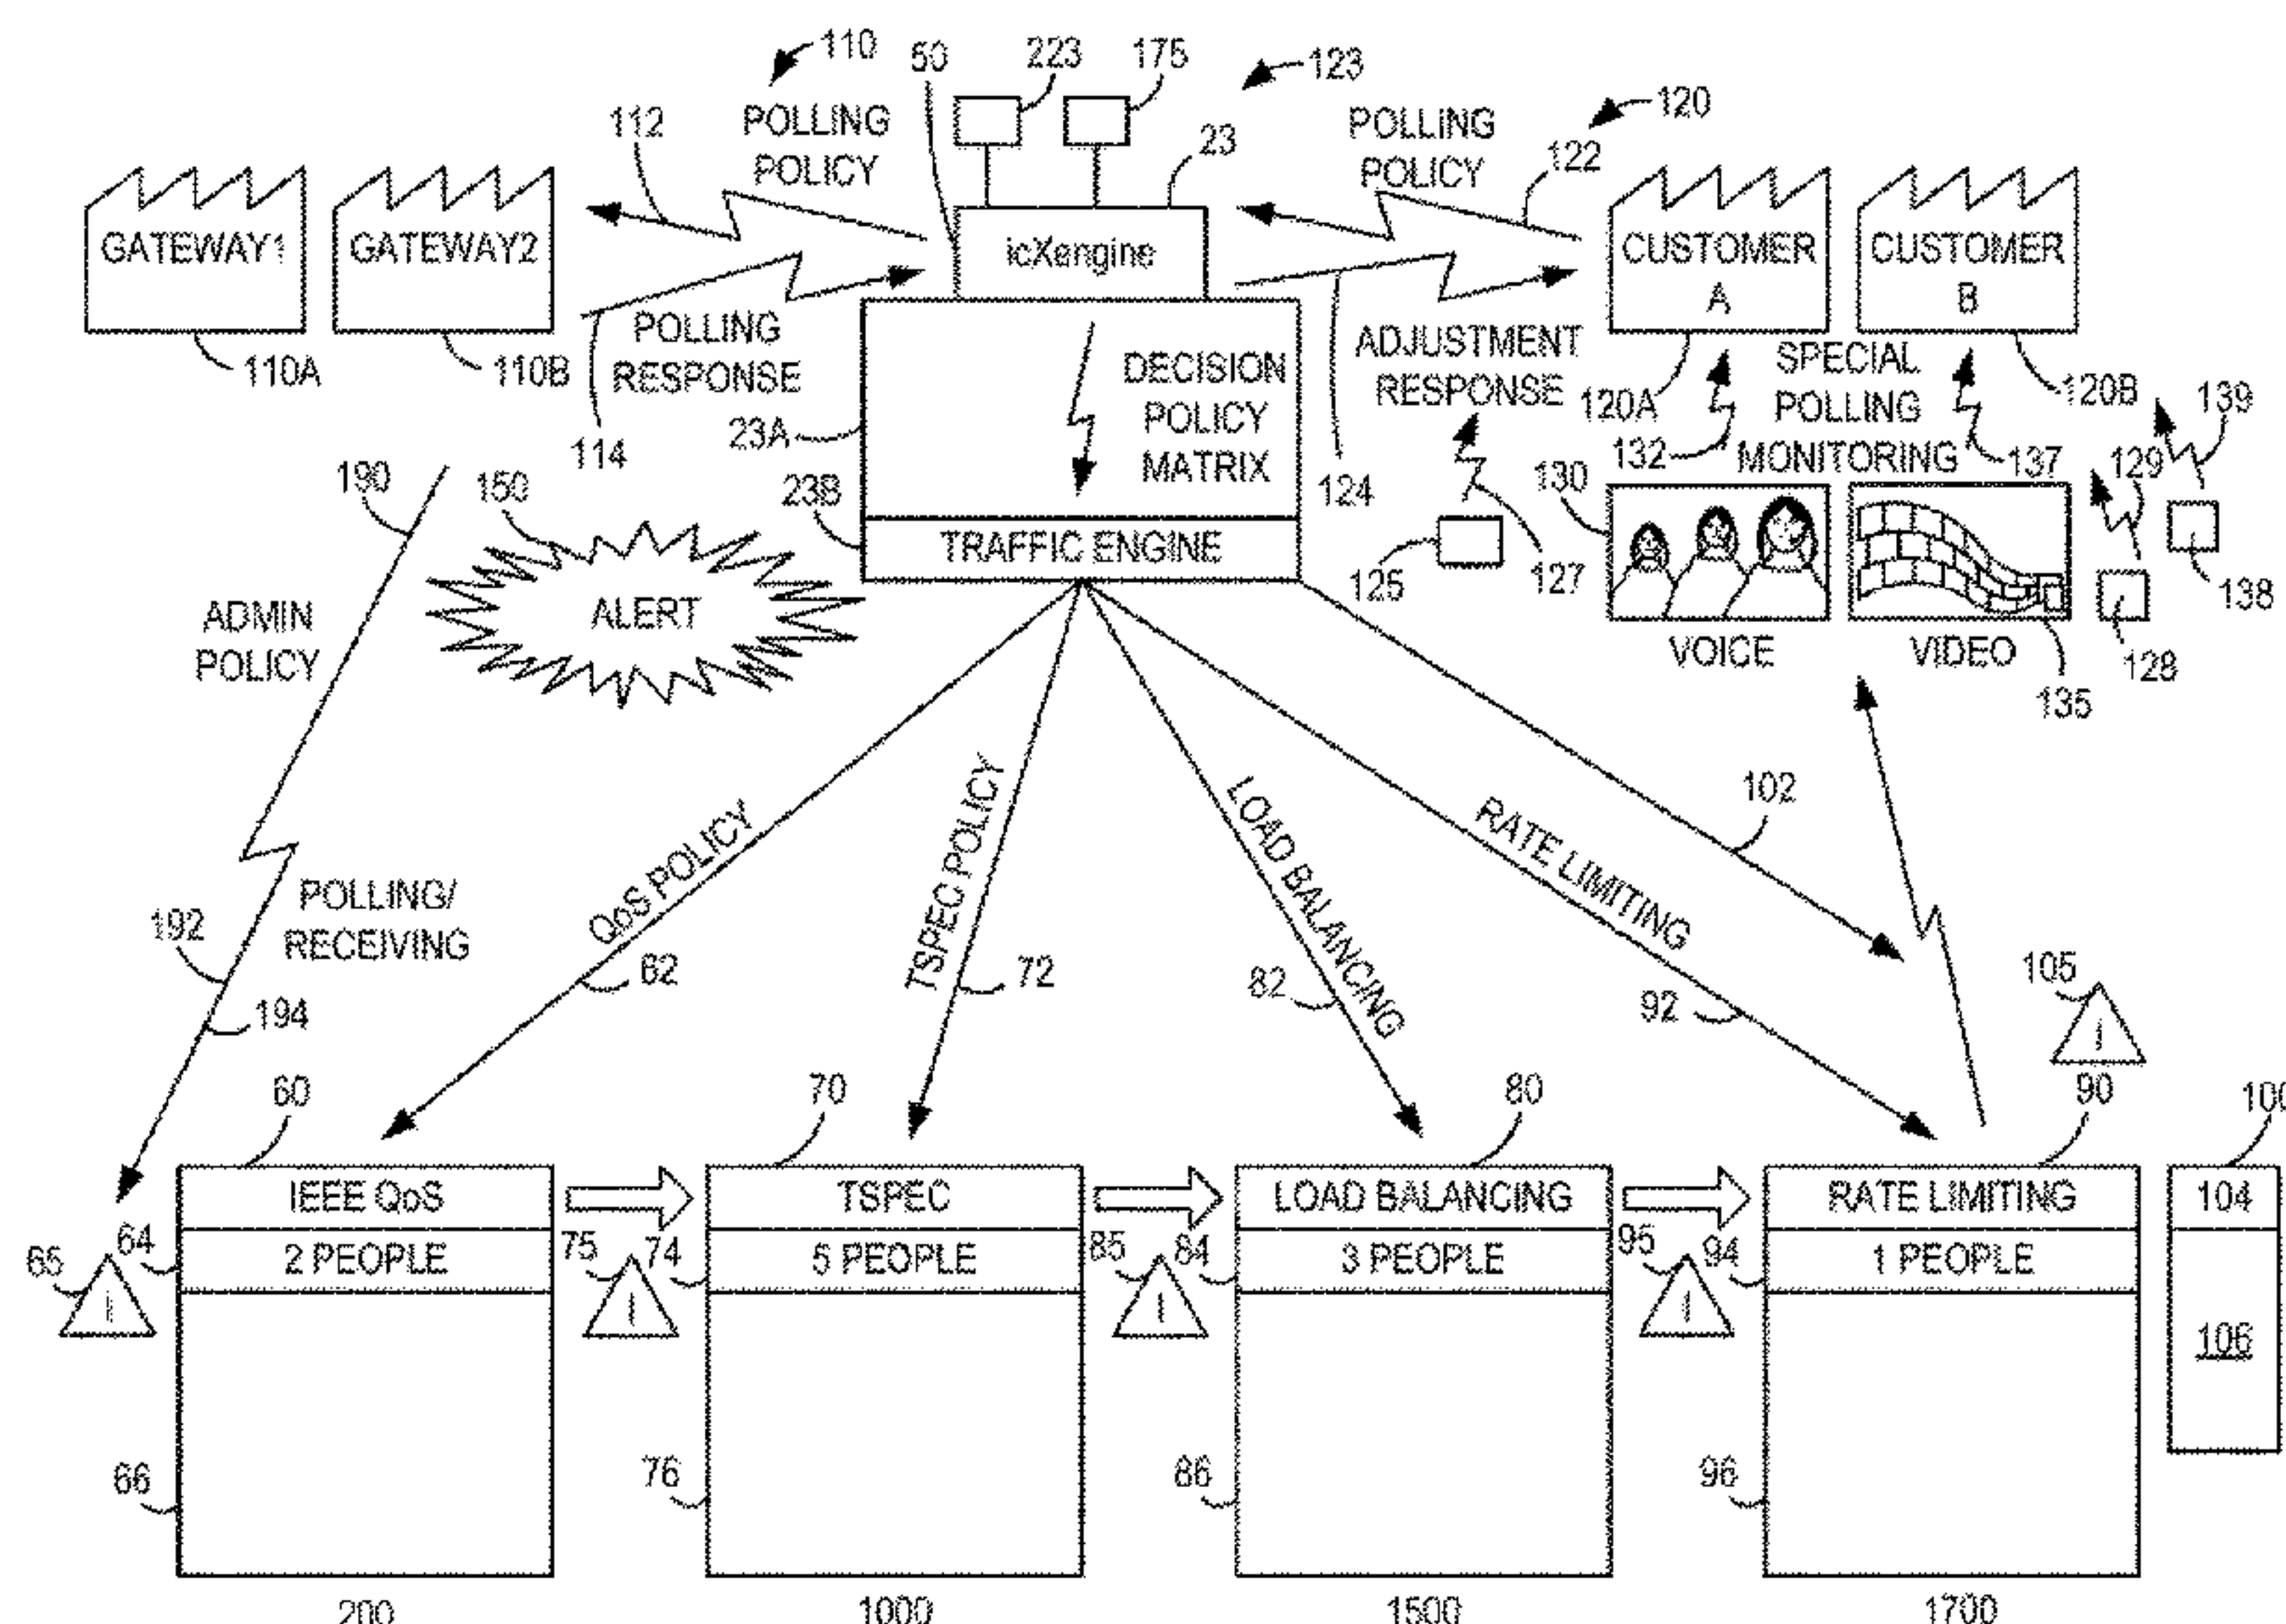 110
50
223
175
123
120
112
POLLING
POLICY
23
POLLING
POLICY
122
GATEWAY1
GATEWAY2
icXengine
CUSTOMER
A
CUSTOMER
B
110A
110B
POLLING
RESPONSE
114
23A
DECISION
POLICY
MATRIX
ADJUSTMENT
RESPONSE
124
120A
SPECIAL
POLLING
MONITORING
120B
139
132
137
129
190
150
23B
TRAFFIC ENGINE
130
127
138
ADMIN
POLICY
ALERT
VOICE
VIDEO
128
135
QoS POLICY
TSPEC POLICY
LOAD BALANCING
RATE LIMITING
102
192
POLLING/
RECEIVING
194
62
72
82
92
105
60
70
80
90
IEEE QoS
TSPEC
LOAD BALANCING
RATE LIMITING
104
65
64
2 PEOPLE
75
74
5 PEOPLE
85
84
3 PEOPLE
95
94
1 PEOPLE
106
66
76
86
96
200
1000
1500
1700